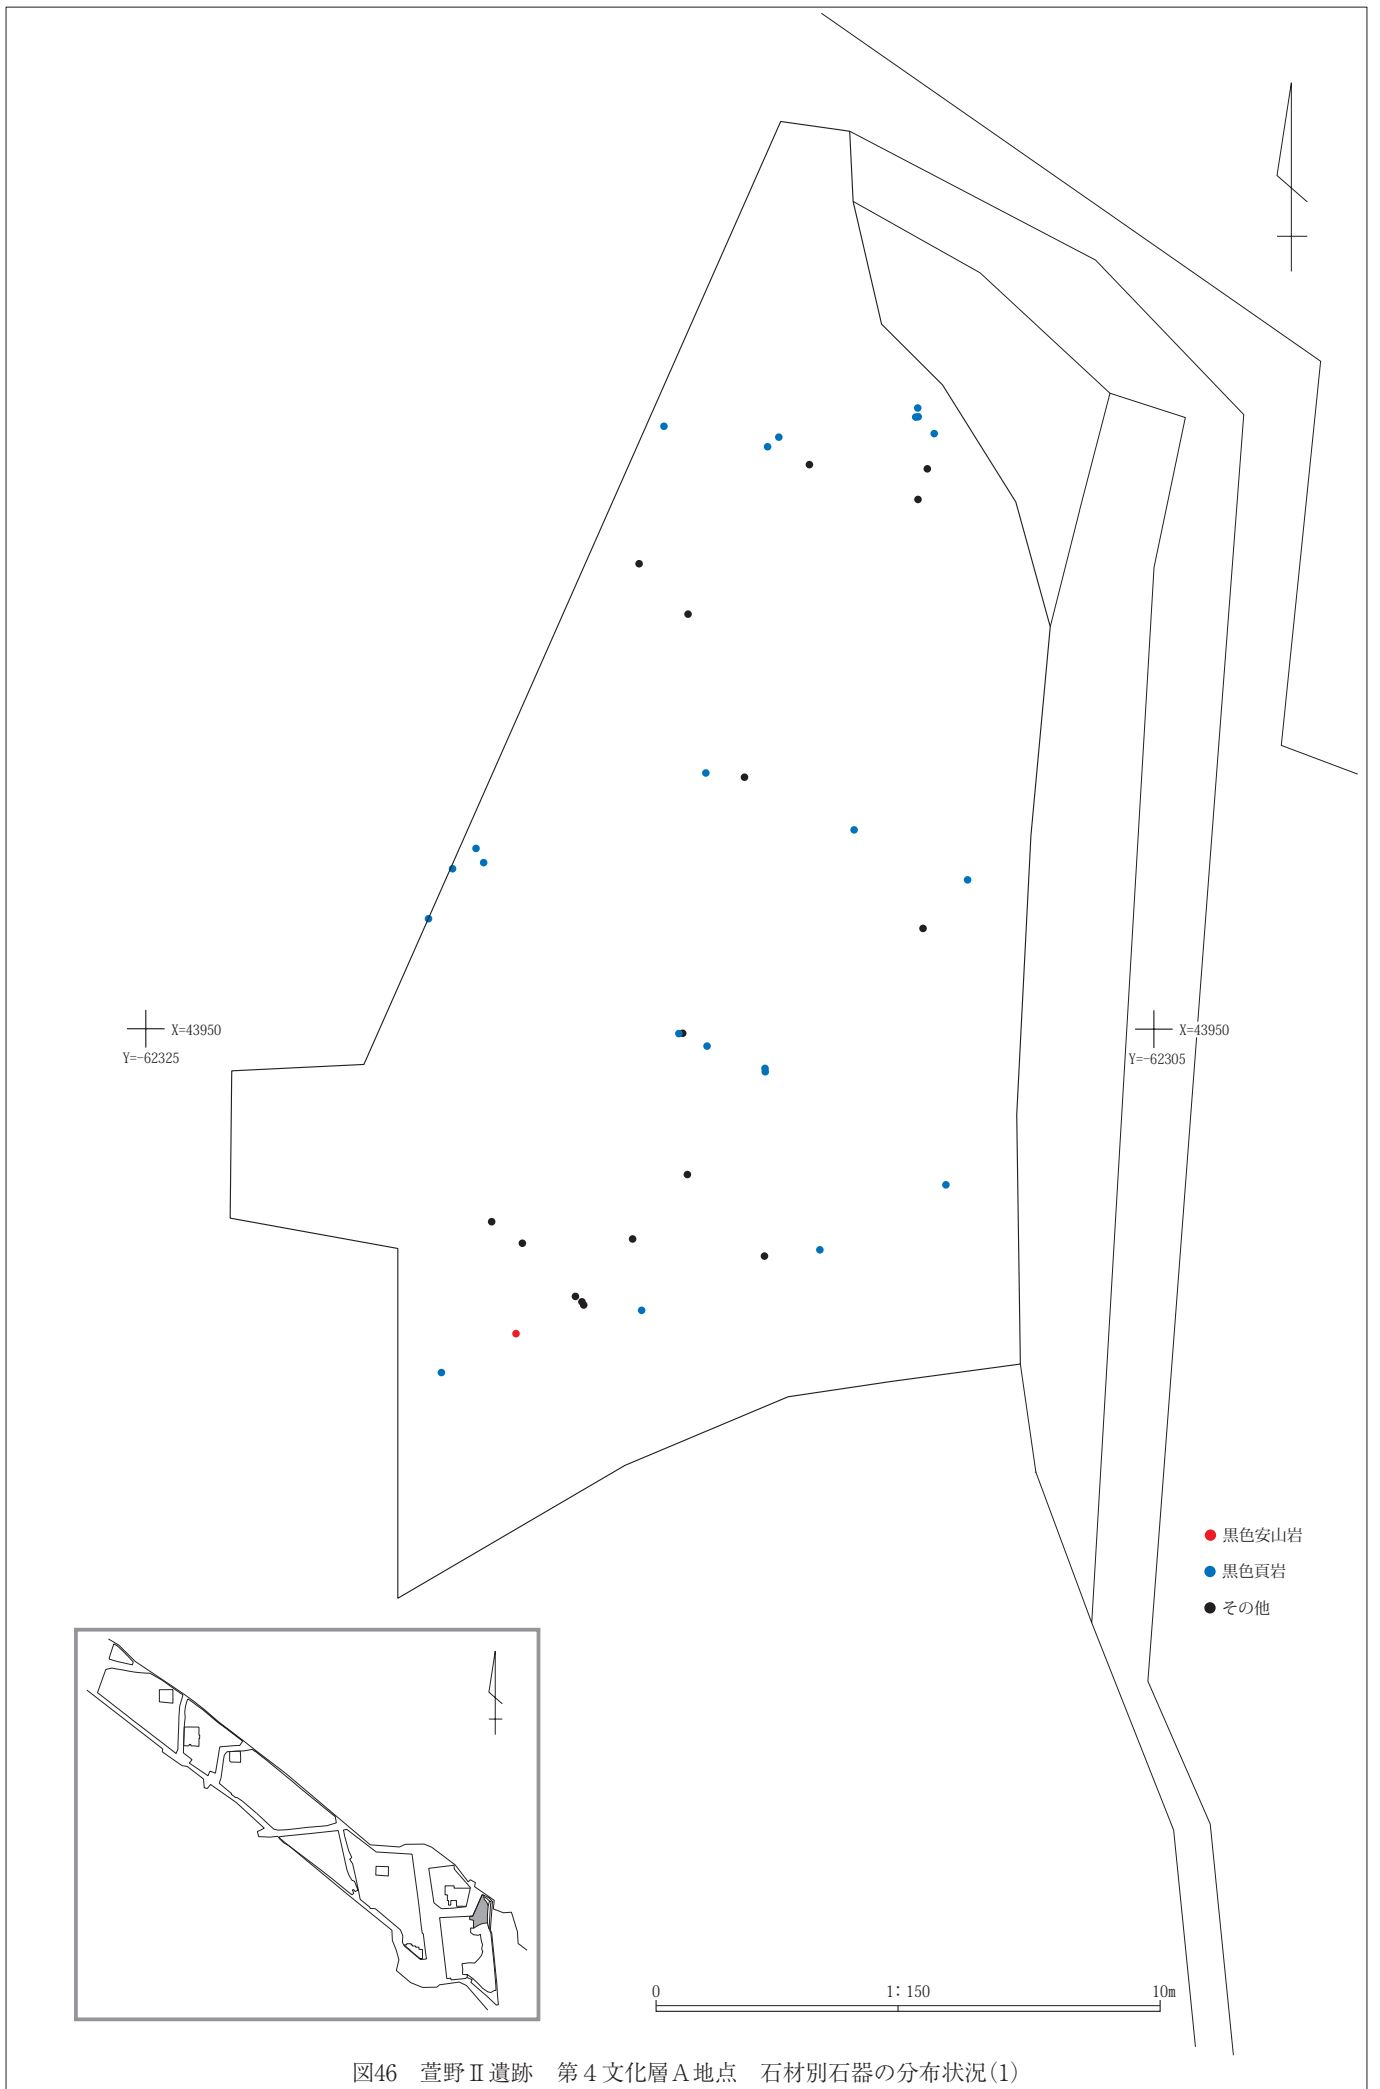 X=43950
Y=-62325
X=43950
Y=-62305
黒色安山岩
黒色頁岩
その他
0 1：150 10m
図46　萱野Ⅱ遺跡　第４文化層Ａ地点　石材別石器の分布状況(1)